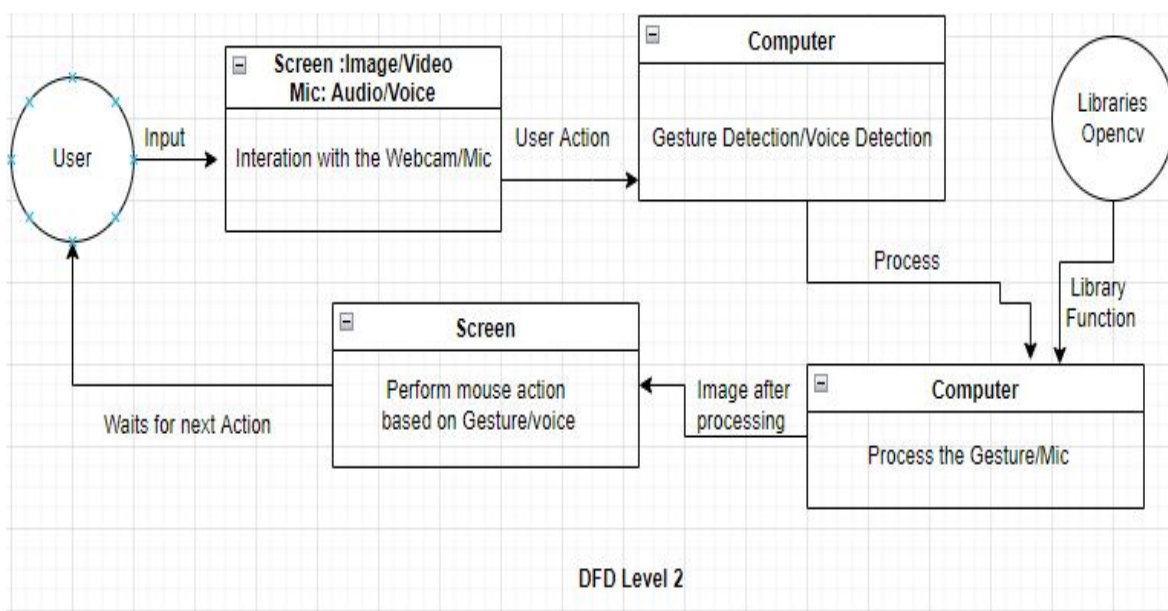 User
Input
Screen :Image/Video
Mic: Audio/Voice
Interation with the Webcam/Mic
User Action
Computer
Gesture Detection/Voice Detection
Libraries
Opencv
Process
Library
Function
Computer
Process the Gesture/Mic
Image after
processing
Screen
Perform mouse action
based on Gesture/voice
Waits for next Action
DFD Level 2